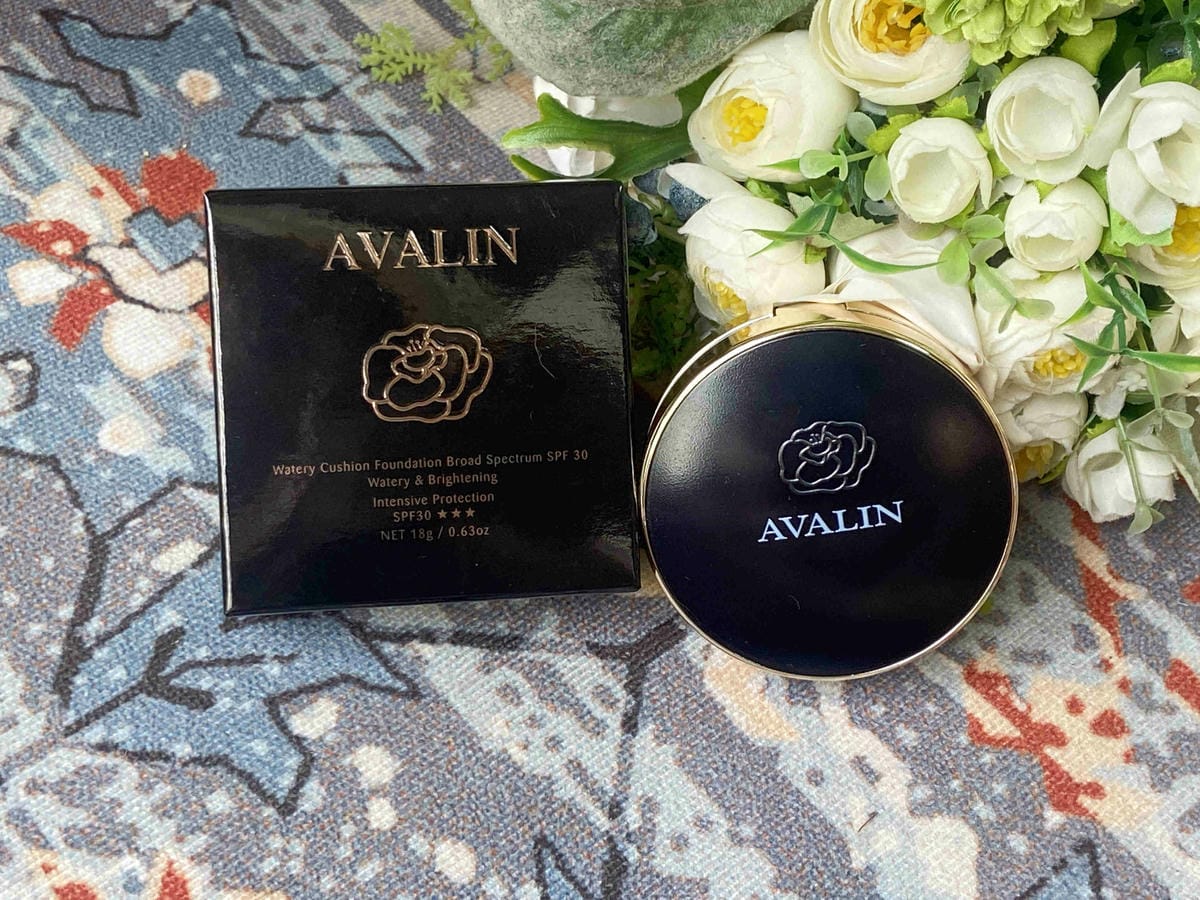 AVALIN
Watery Cushion Foundation Broad Spectrum SPF 30
Watery & Brightening
Intensive Protection
SPF30 ★★★
NET 18g / 0.63oz
AVALIN